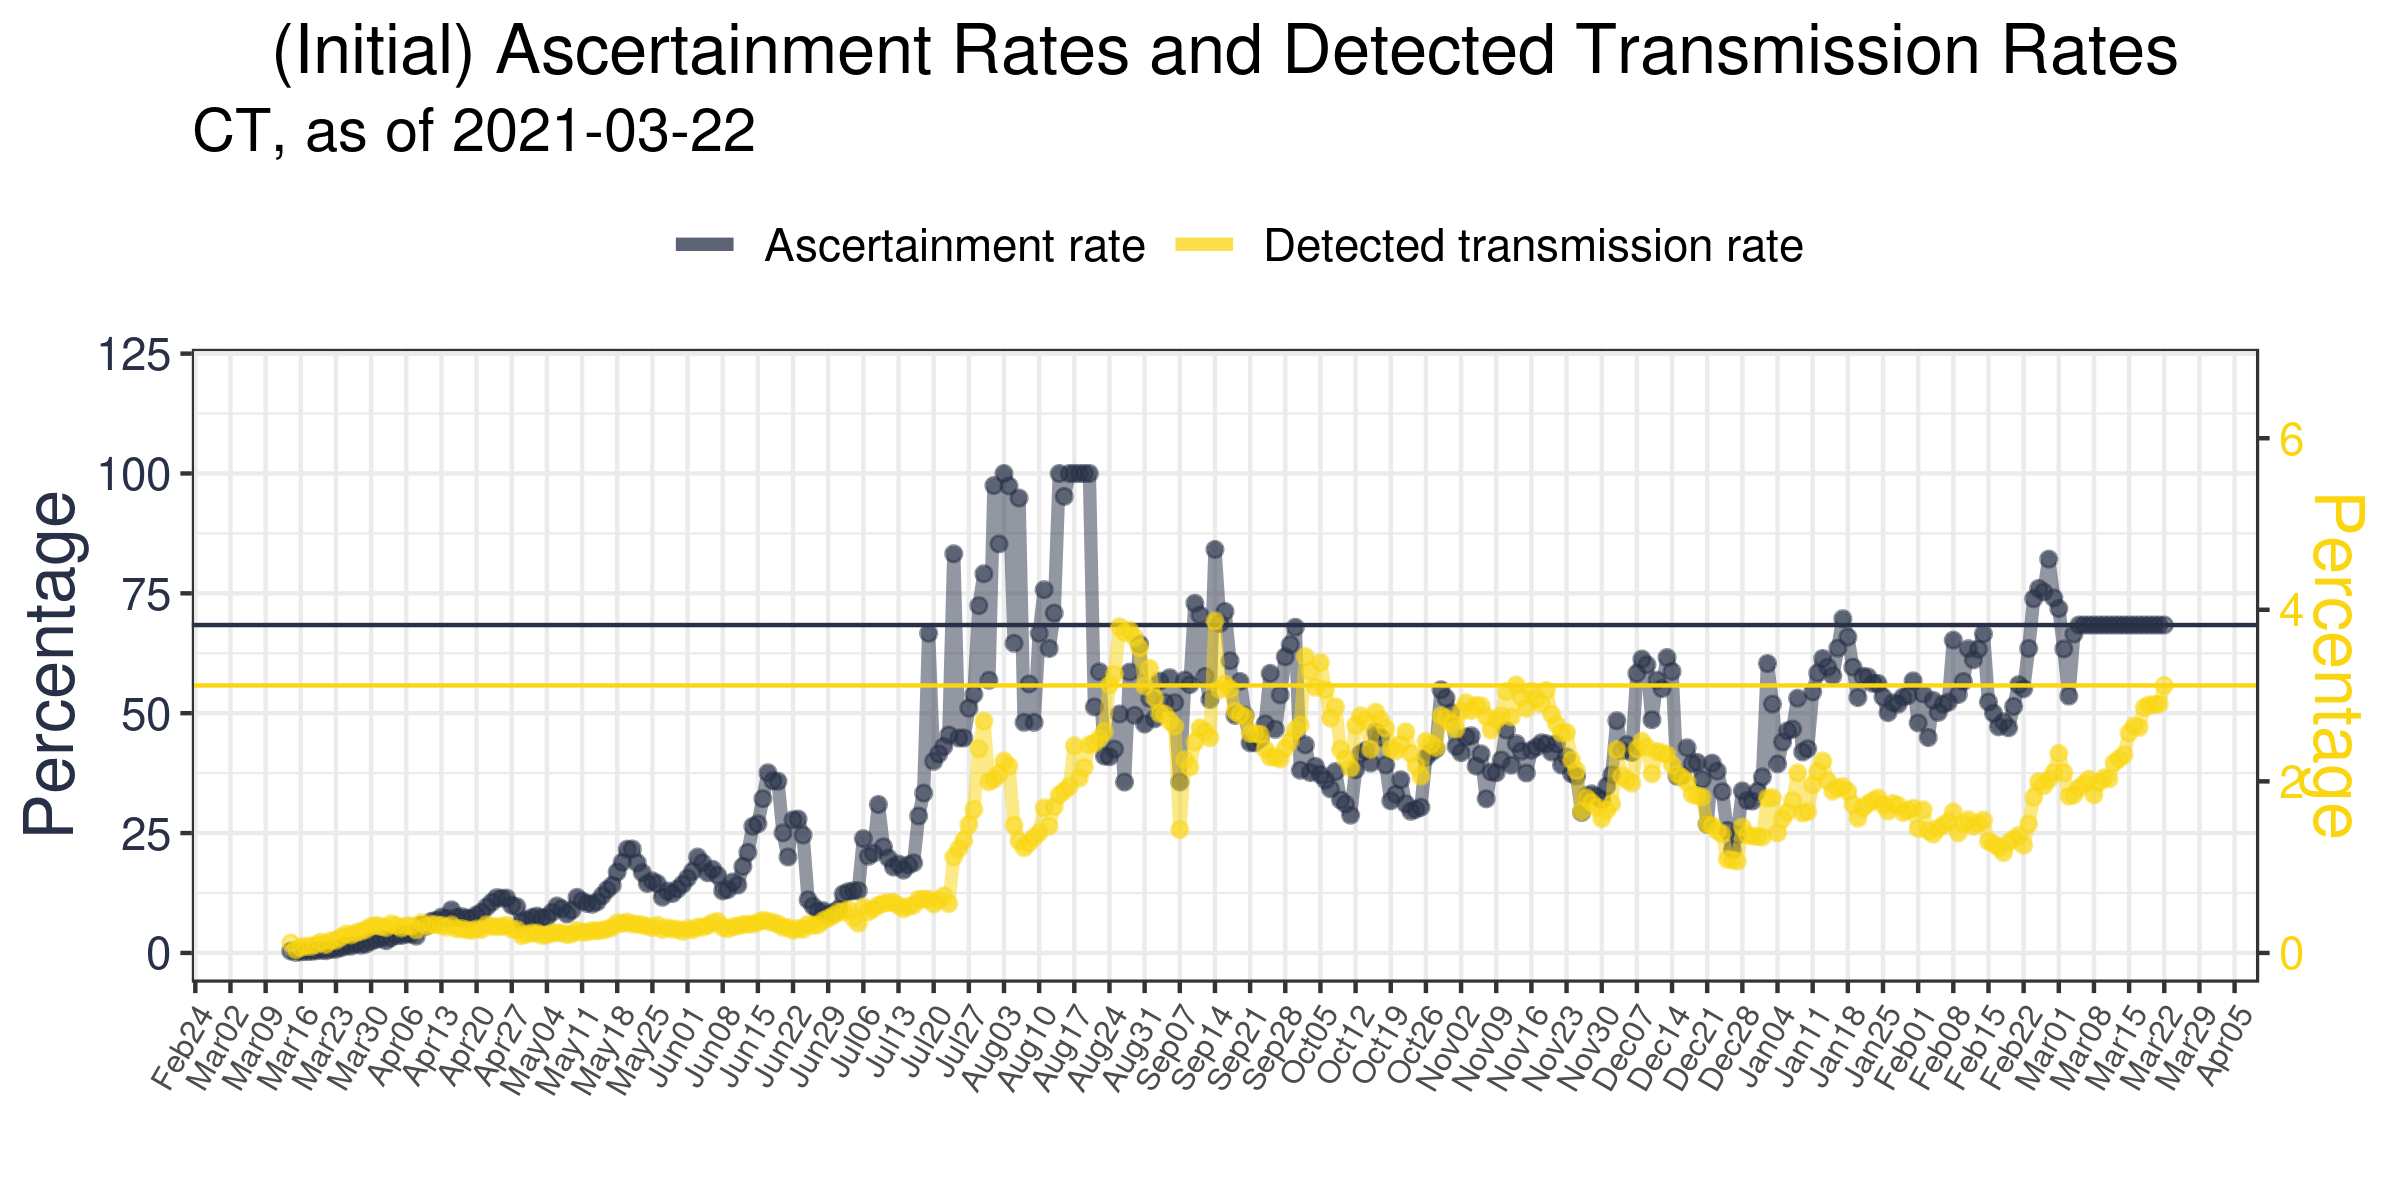 (Initial) Ascertainment Rates and Detected Transmission Rates
CT, as of 2021-03-22
Ascertainment rate Detected transmission rate
125
100
75
50
25
0
Percentage
6
4
2
0
Percentage
Feb24 Mar02 Mar09 Mar16 Mar23 Mar30 Apr06 Apr13 Apr20 Apr27 May04 May11 May18 May25 Jun01 Jun08 Jun15 Jun22 Jun29 Jul06 Jul13 Jul20 Jul27 Aug03 Aug10 Aug17 Aug24 Aug31 Sep07 Sep14 Sep21 Sep28 Oct05 Oct12 Oct19 Oct26 Nov02 Nov09 Nov16 Nov23 Nov30 Dec07 Dec14 Dec21 Dec28 Jan04 Jan11 Jan18 Jan25 Feb01 Feb08 Feb15 Feb22 Mar01 Mar08 Mar15 Mar22 Mar29 Apr05